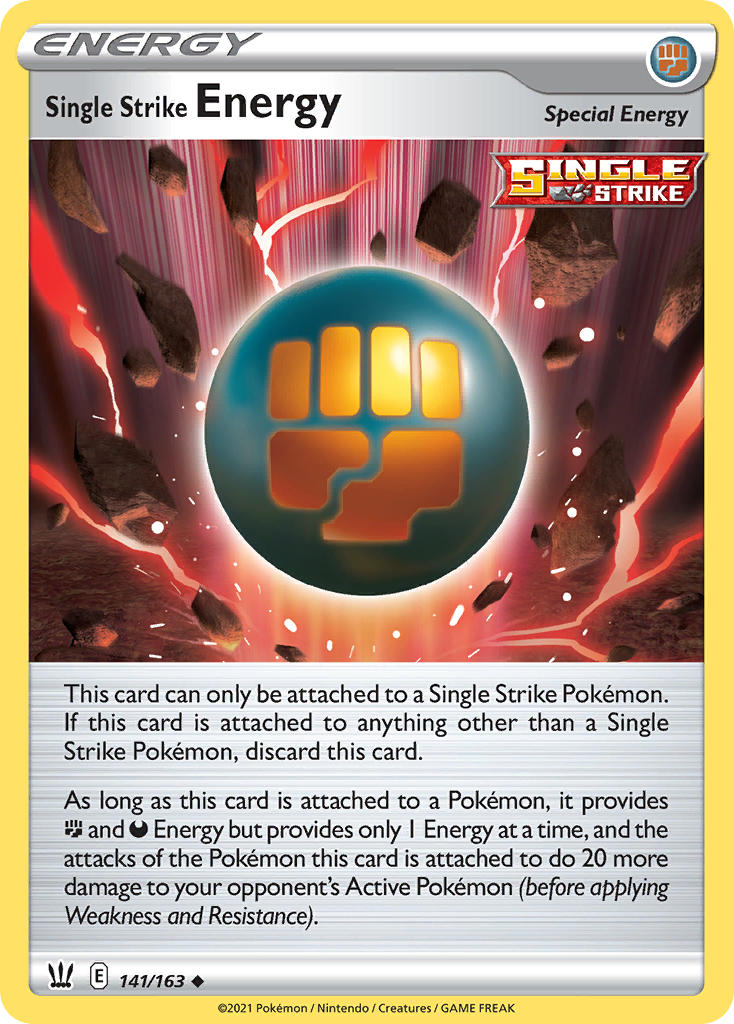 ENERGY
Single Strike Energy
Special Energy
SINGLE
STRIKE
This card can only be attached to a Single Strike Pokémon.
If this card is attached to anything other than a Single
Strike Pokémon, discard this card.
As long as this card is attached to a Pokémon, it provides
and Energy but provides only 1 Energy at a time, and the
attacks of the Pokémon this card is attached to do 20 more
damage to your opponent's Active Pokémon (before applying
Weakness and Resistance).
E 141/163
©2021 Pokémon / Nintendo / Creatures / GAME FREAK